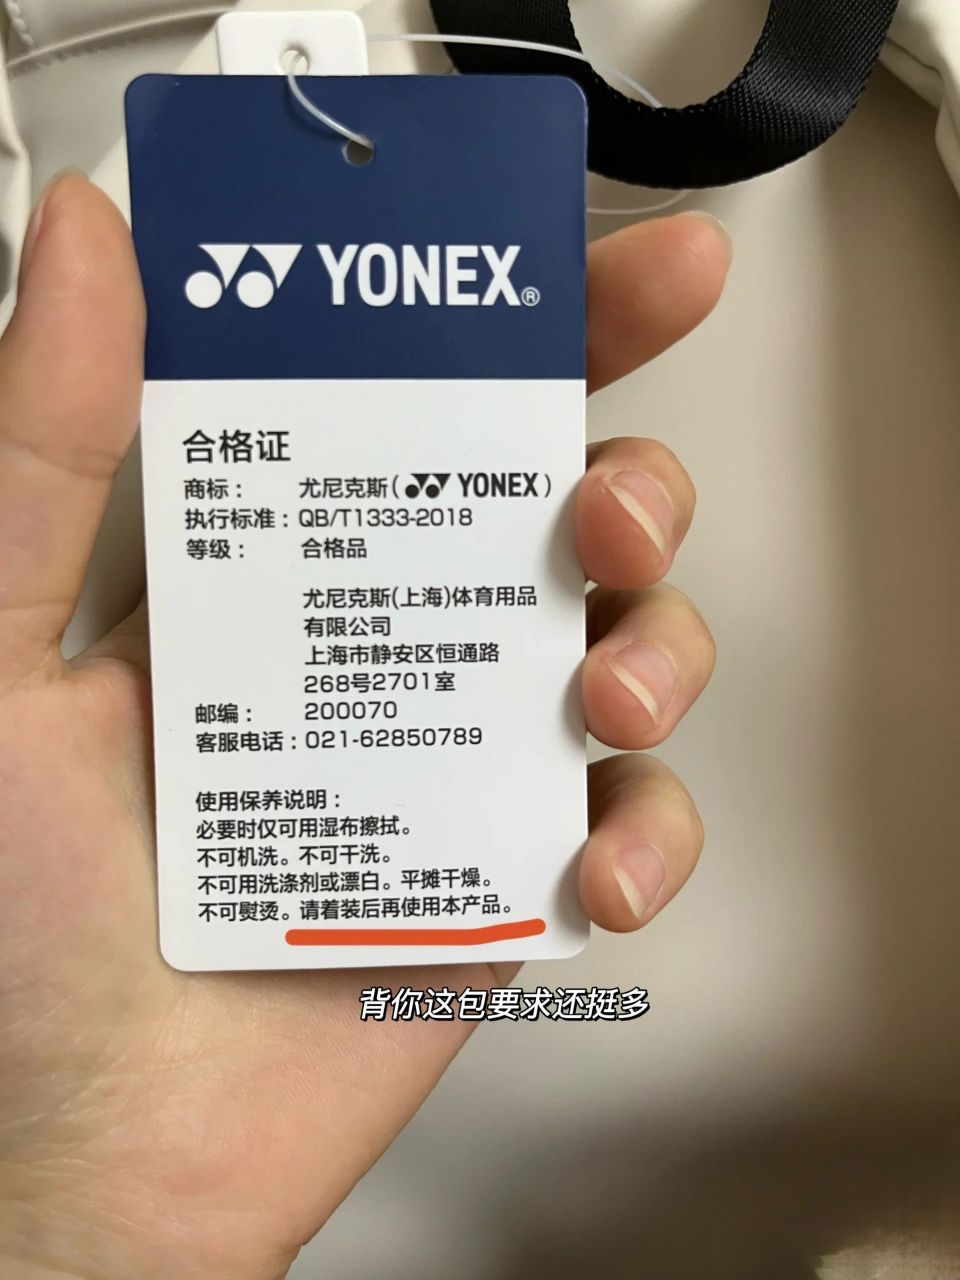 YONEX®
合格证
商标： 尤尼克斯（YONEX）
执行标准：QB/T1333-2018
等级： 合格品
尤尼克斯(上海)体育用品
有限公司
上海市静安区恒通路
268号2701室
邮编： 200070
客服电话：021-62850789
使用保养说明：
必要时仅可用湿布擦拭。
不可机洗。不可干洗。
不可用洗涤剂或漂白。平摊干燥。
不可熨烫。请着装后再使用本产品。
背你这包要求还挺多